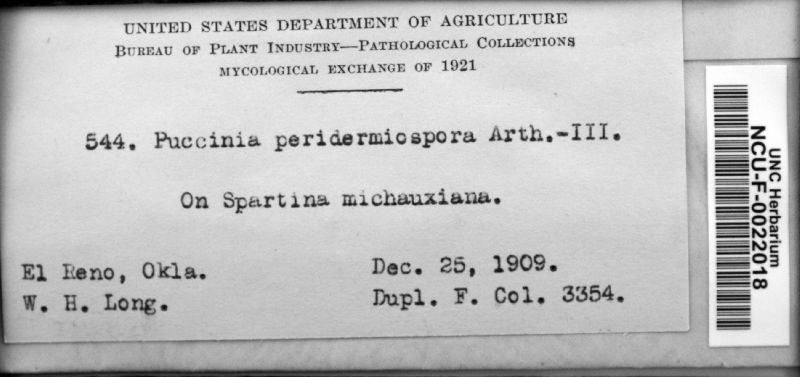 UNITED STATES DEPARTMENT OF AGRICULTURE
BUREAU OF PLANT INDUSTRY—PATHOLOGICAL COLLECTIONS
MYCOLOGICAL EXCHANGE OF 1921
544. Puccinia peridermiospora Arth.-III.
On Spartina michauxiana.
El Reno, Okla.
Dec. 25, 1909.
W. H. Long.
Dupl. F. Col. 3354.
UNC Herbarium
NCU-F-0022018